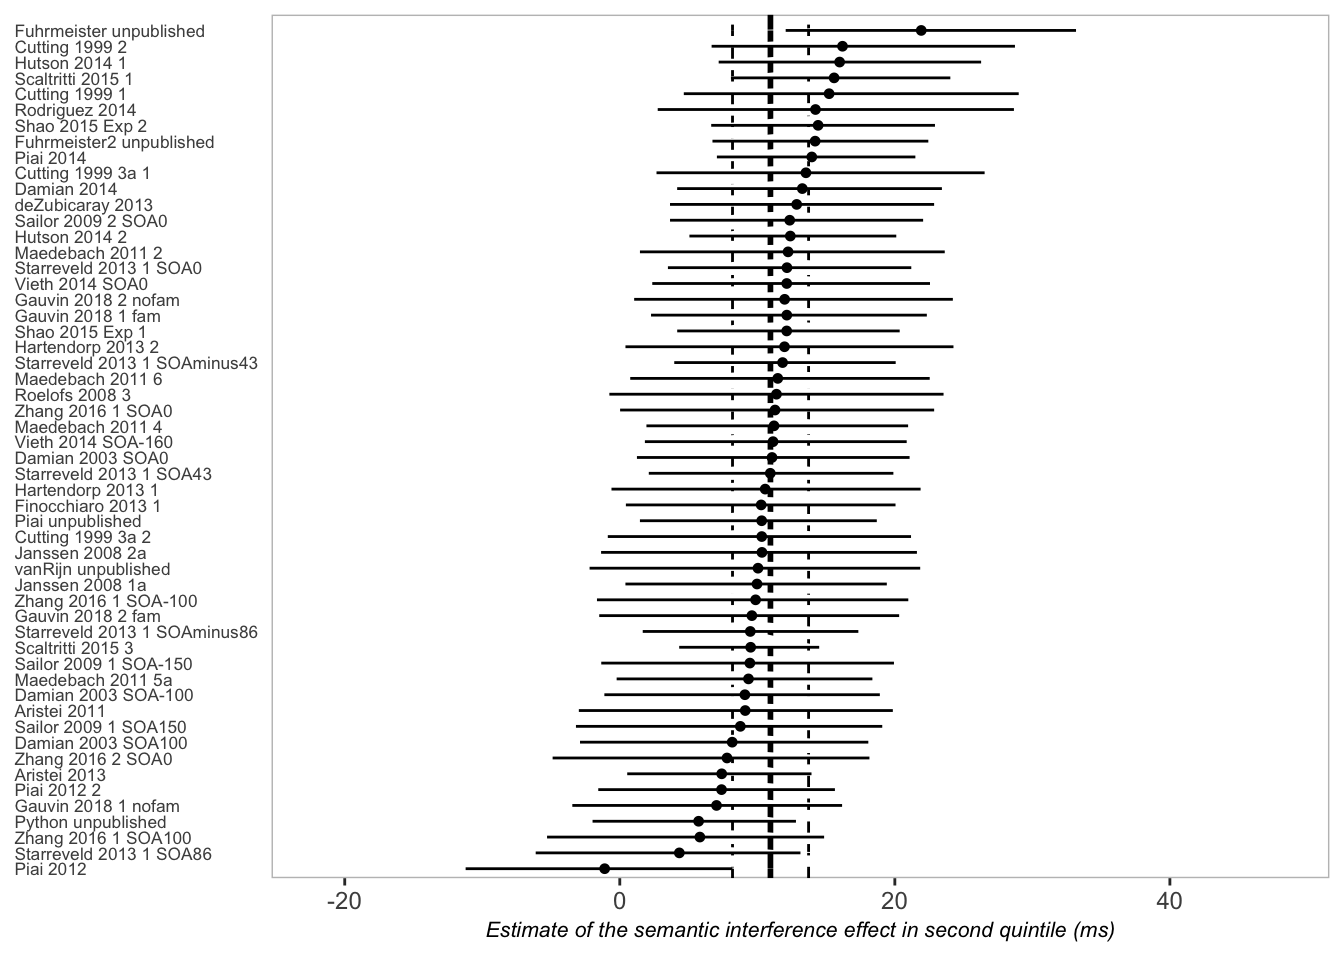 Fuhrmeister unpublished
Cutting 1999 2
Hutson 2014 1
Scaltritti 2015 1
Cutting 1999 1
Rodriguez 2014
Shao 2015 Exp 2
Fuhrmeister2 unpublished
Piai 2014
Cutting 1999 3a 1
Damian 2014
deZubicaray 2013
Sailor 2009 2 SOA0
Hutson 2014 2
Maedebach 2011 2
Starreveld 2013 1 SOA0
Vieth 2014 SOA0
Gauvin 2018 2 nofam
Gauvin 2018 1 fam
Shao 2015 Exp 1
Hartendorp 2013 2
Starreveld 2013 1 SOAminus43
Maedebach 2011 6
Roelofs 2008 3
Zhang 2016 1 SOA0
Maedebach 2011 4
Vieth 2014 SOA-160
Damian 2003 SOA0
Starreveld 2013 1 SOA43
Hartendorp 2013 1
Finocchiaro 2013 1
Piai unpublished
Cutting 1999 3a 2
Janssen 2008 2a
vanRijn unpublished
Janssen 2008 1a
Zhang 2016 1 SOA-100
Gauvin 2018 2 fam
Starreveld 2013 1 SOAminus86
Scaltritti 2015 3
Sailor 2009 1 SOA-150
Maedebach 2011 5a
Damian 2003 SOA-100
Aristei 2011
Sailor 2009 1 SOA150
Damian 2003 SOA100
Zhang 2016 2 SOA0
Aristei 2013
Piai 2012 2
Gauvin 2018 1 nofam
Python unpublished
Zhang 2016 1 SOA100
Starreveld 2013 1 SOA86
Piai 2012
-20 0 20 40
Estimate of the semantic interference effect in second quintile (ms)